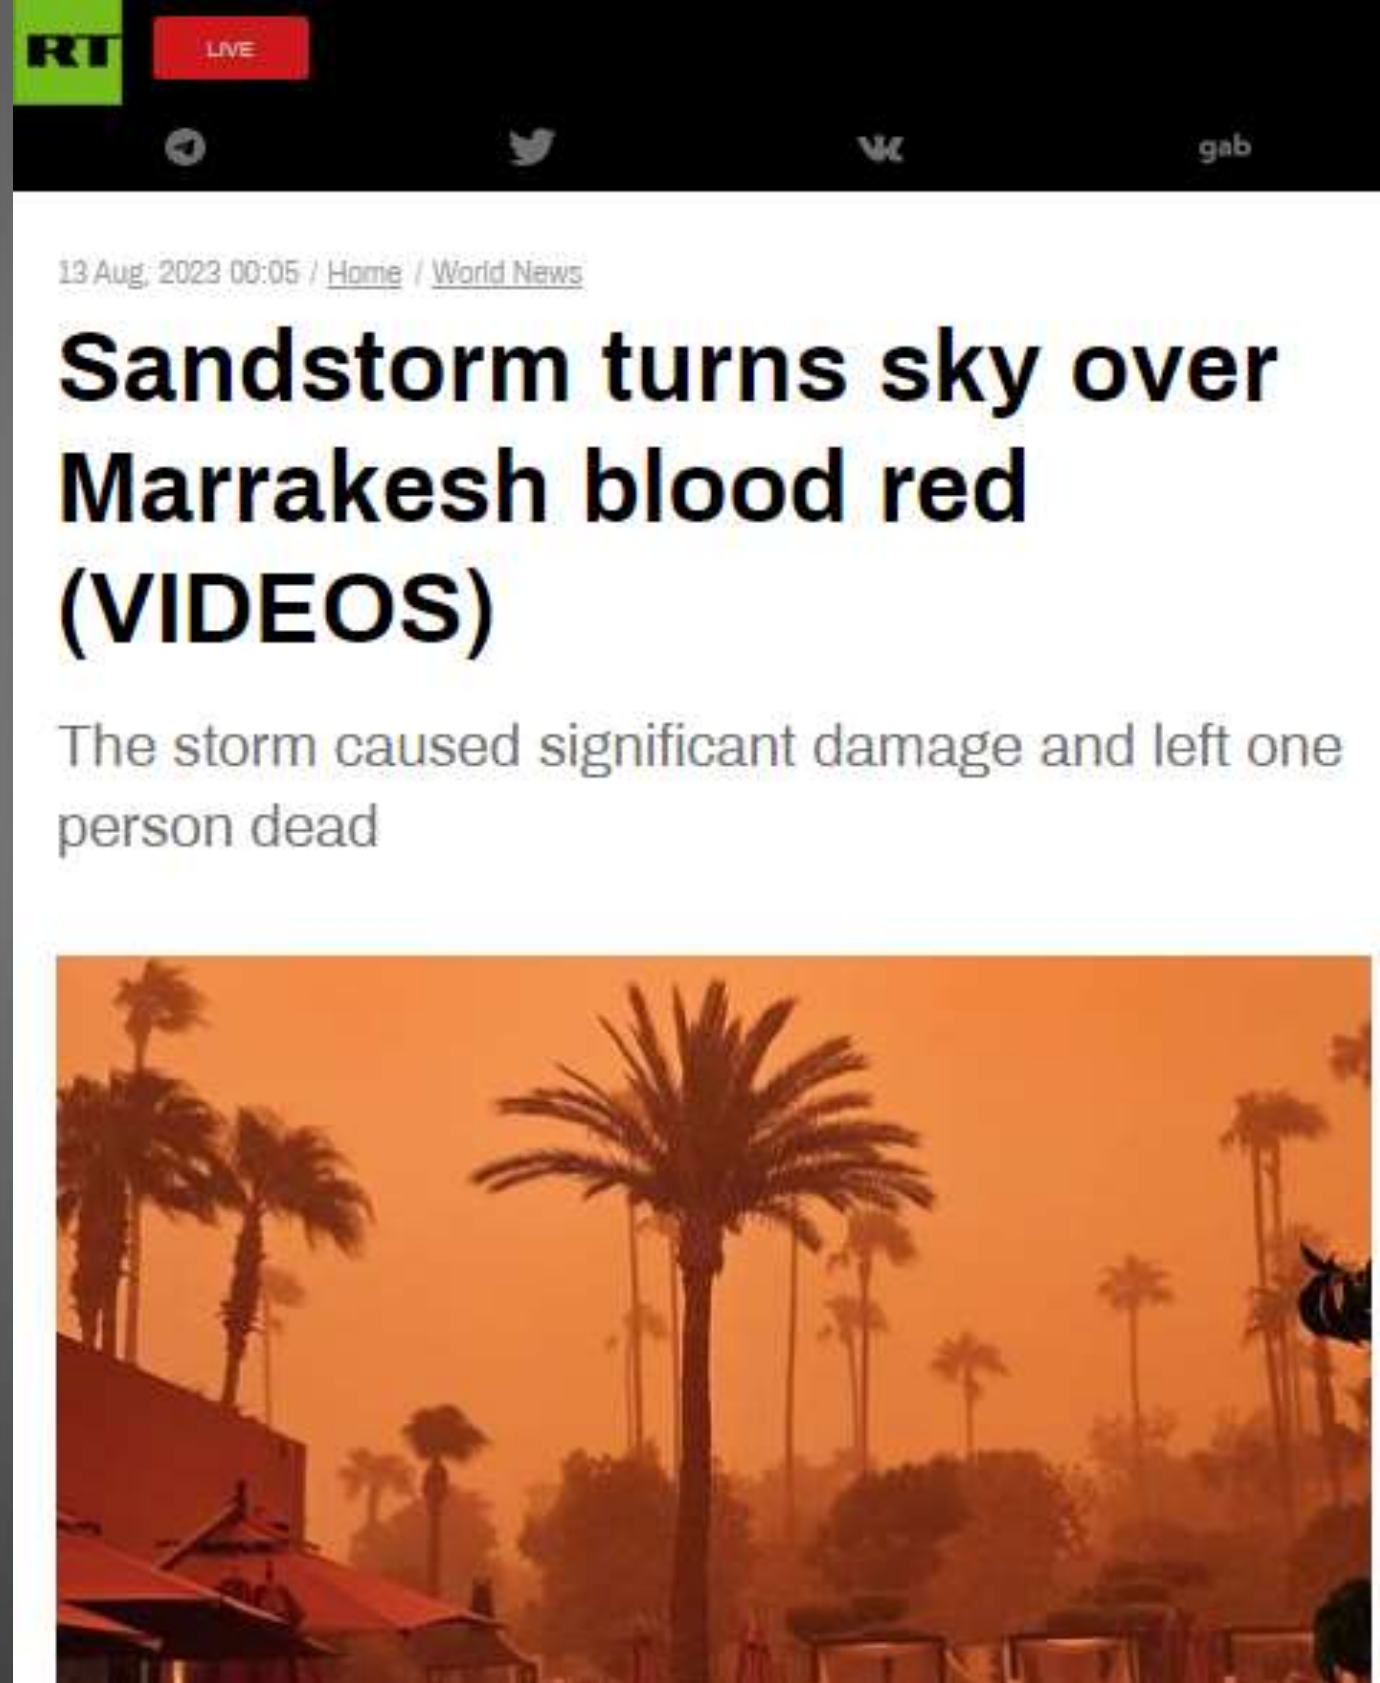 RT
LIVE
gab
13 Aug, 2023 00:05 / Home / World News
Sandstorm turns sky over
Marrakesh blood red
(VIDEOS)
The storm caused significant damage and left one
person dead